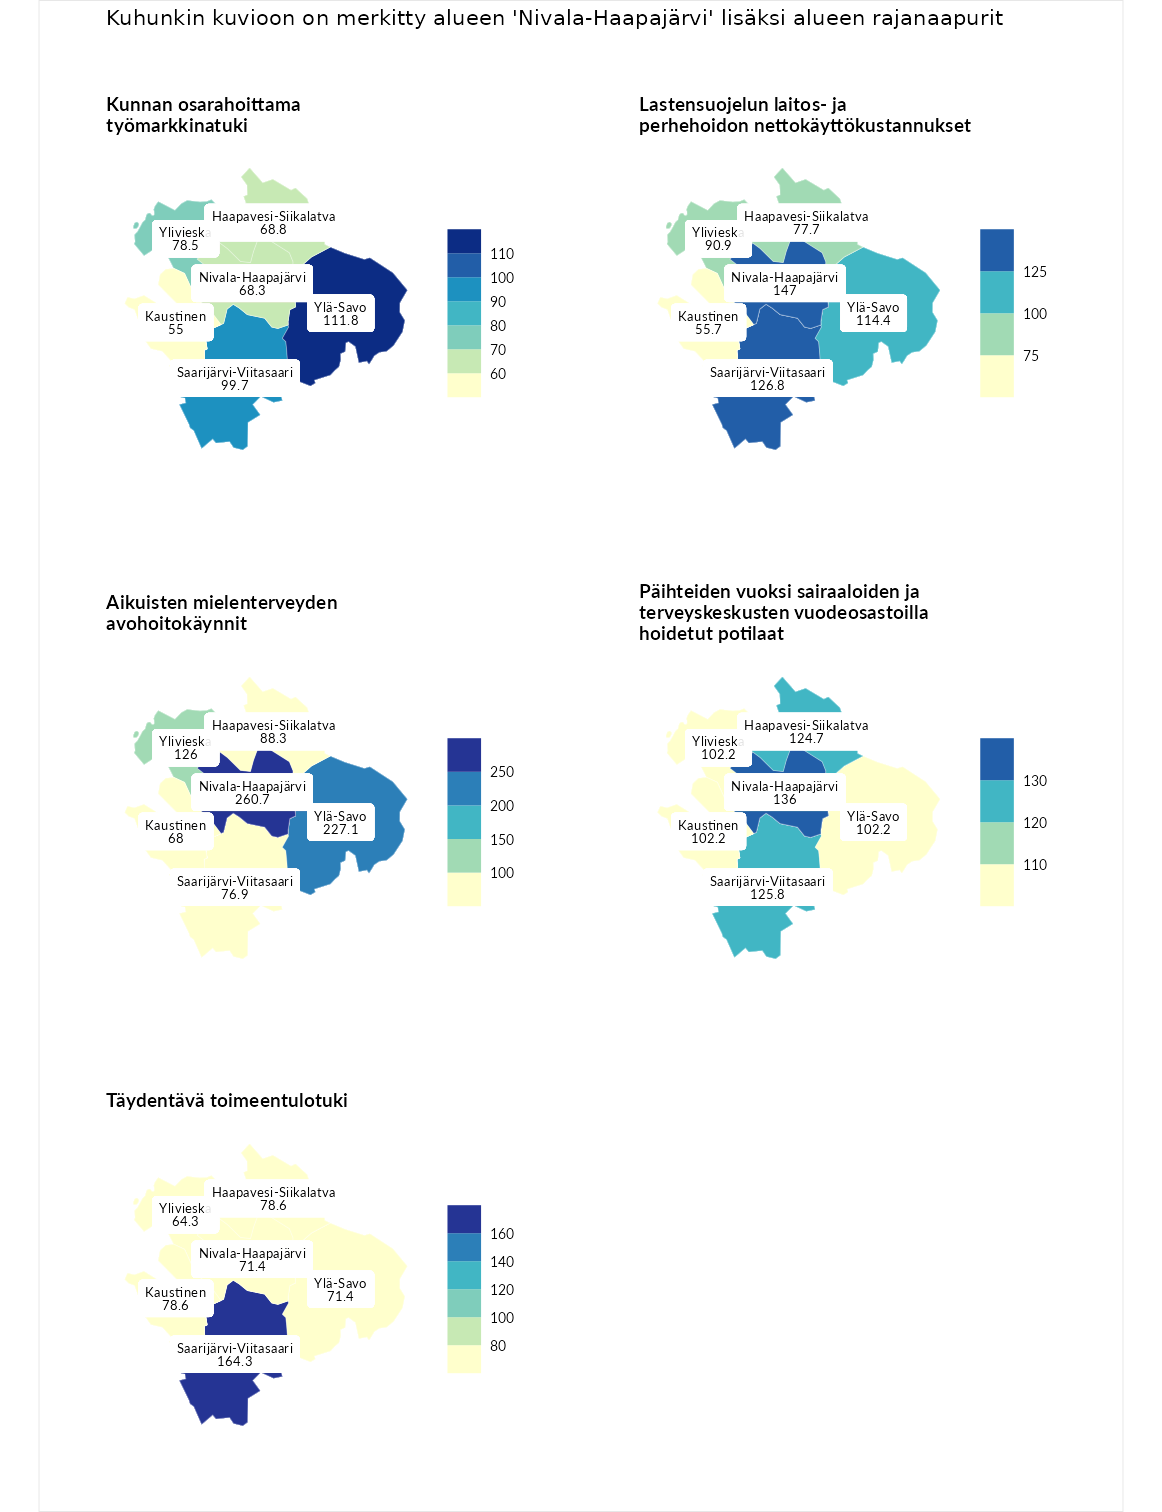 Kuhunkin kuvioon on merkitty alueen 'Nivala-Haapajärvi' lisäksi alueen rajanaapurit
Kunnan osarahoittama
työmarkkinatuki
Haapavesi-Siikalatva
68.8
Ylivieska
78.5
Nivala-Haapajärvi
68.3
Ylä-Savo
111.8
Kaustinen
55
Saarijärvi-Viitasaari
99.7
110
100
90
80
70
60
Lastensuojelun laitos- ja
perhehoidon nettokäyttökustannukset
Haapavesi-Siikalatva
77.7
Ylivieska
90.9
Nivala-Haapajärvi
147
Ylä-Savo
114.4
Kaustinen
55.7
Saarijärvi-Viitasaari
126.8
125
100
75
Aikuisten mielenterveyden
avohoitokäynnit
Haapavesi-Siikalatva
88.3
Ylivieska
126
Nivala-Haapajärvi
260.7
Ylä-Savo
227.1
Kaustinen
68
Saarijärvi-Viitasaari
76.9
250
200
150
100
Päihteiden vuoksi sairaaloiden ja
terveyskeskusten vuodeosastoilla
hoidetut potilaat
Haapavesi-Siikalatva
124.7
Ylivieska
102.2
Nivala-Haapajärvi
136
Ylä-Savo
102.2
Kaustinen
102.2
Saarijärvi-Viitasaari
125.8
130
120
110
Täydentävä toimeentulotuki
Haapavesi-Siikalatva
78.6
Ylivieska
64.3
Nivala-Haapajärvi
71.4
Ylä-Savo
71.4
Kaustinen
78.6
Saarijärvi-Viitasaari
164.3
160
140
120
100
80